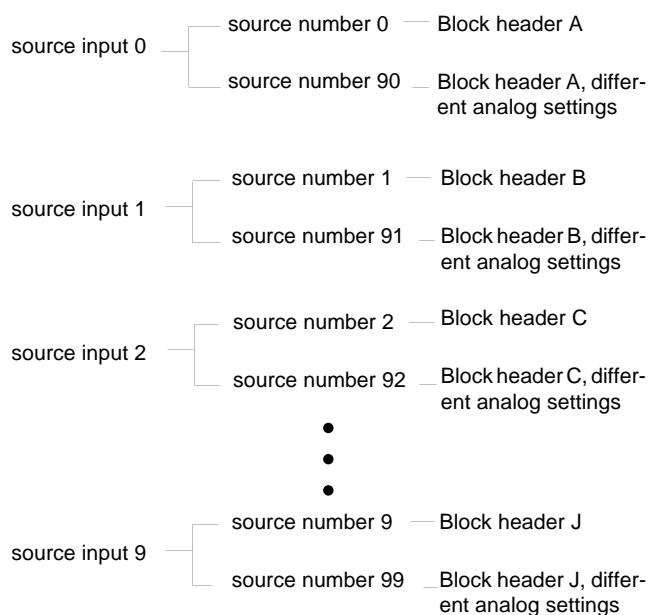 source input 0
source number 0
Block header A
source number 90
Block header A, differ-
ent analog settings
source input 1
source number 1
Block header B
source number 91
Block header B, differ-
ent analog settings
source input 2
source number 2
Block header C
source number 92
Block header C, differ-
ent analog settings
source input 9
source number 9
Block header J
source number 99
Block header J, differ-
ent analog settings